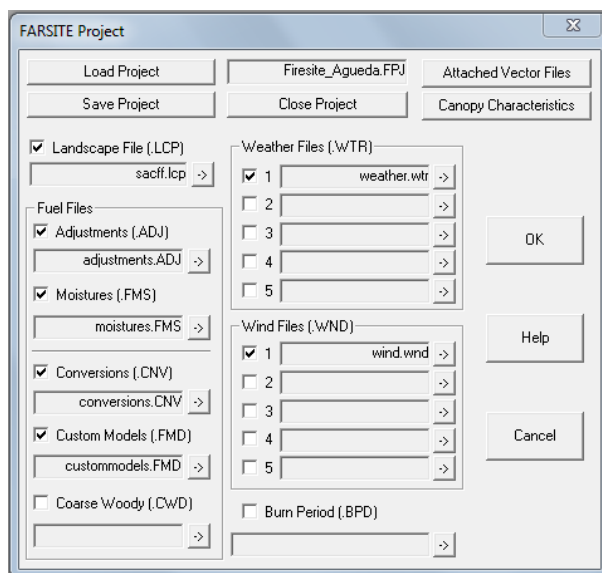 FARSITE Project
Load Project
Firesite_Agueda.FPJ
Attached Vector Files
Save Project
Close Project
Canopy Characteristics
Landscape File (.LCP)
sacff.lcp ->
Fuel Files
Adjustments (.ADJ)
adjustments.ADJ ->
Moistures (.FMS)
moistures.FMS ->
Conversions (.CNV)
conversions.CNV ->
Custom Models (.FMD)
custommodels.FMD ->
Coarse Woody (.CWD)
->
Weather Files (.WTR)
1 weather.wtr ->
2 ->
3 ->
4 ->
5 ->
Wind Files (.WND)
1 wind.wnd ->
2 ->
3 ->
4 ->
5 ->
Burn Period (.BPD)
->
OK
Help
Cancel